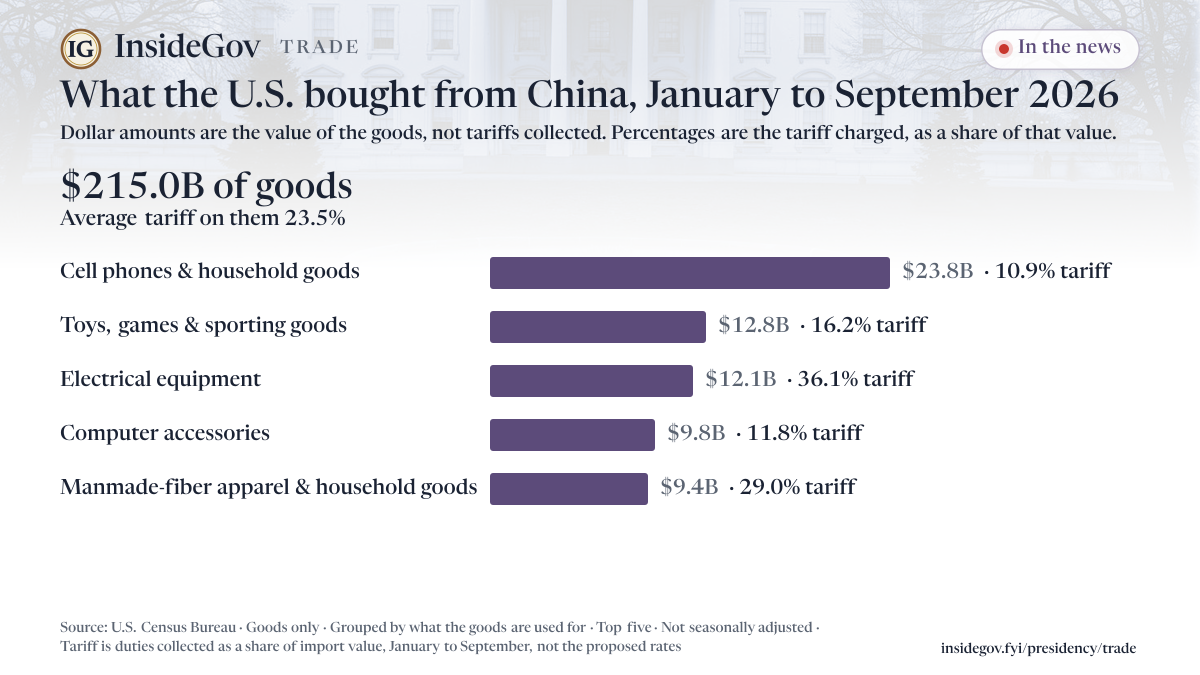 IG InsideGov TRADE
In the news
What the U.S. bought from China, January to September 2026
Dollar amounts are the value of the goods, not tariffs collected. Percentages are the tariff charged, as a share of that value.
$215.0B of goods
Average tariff on them 23.5%
Cell phones & household goods $23.8B · 10.9% tariff
Toys, games & sporting goods $12.8B · 16.2% tariff
Electrical equipment $12.1B · 36.1% tariff
Computer accessories $9.8B · 11.8% tariff
Manmade-fiber apparel & household goods $9.4B · 29.0% tariff
Source: U.S. Census Bureau · Goods only · Grouped by what the goods are used for · Top five · Not seasonally adjusted ·
Tariff is duties collected as a share of import value, January to September, not the proposed rates
insidegov.fyi/presidency/trade